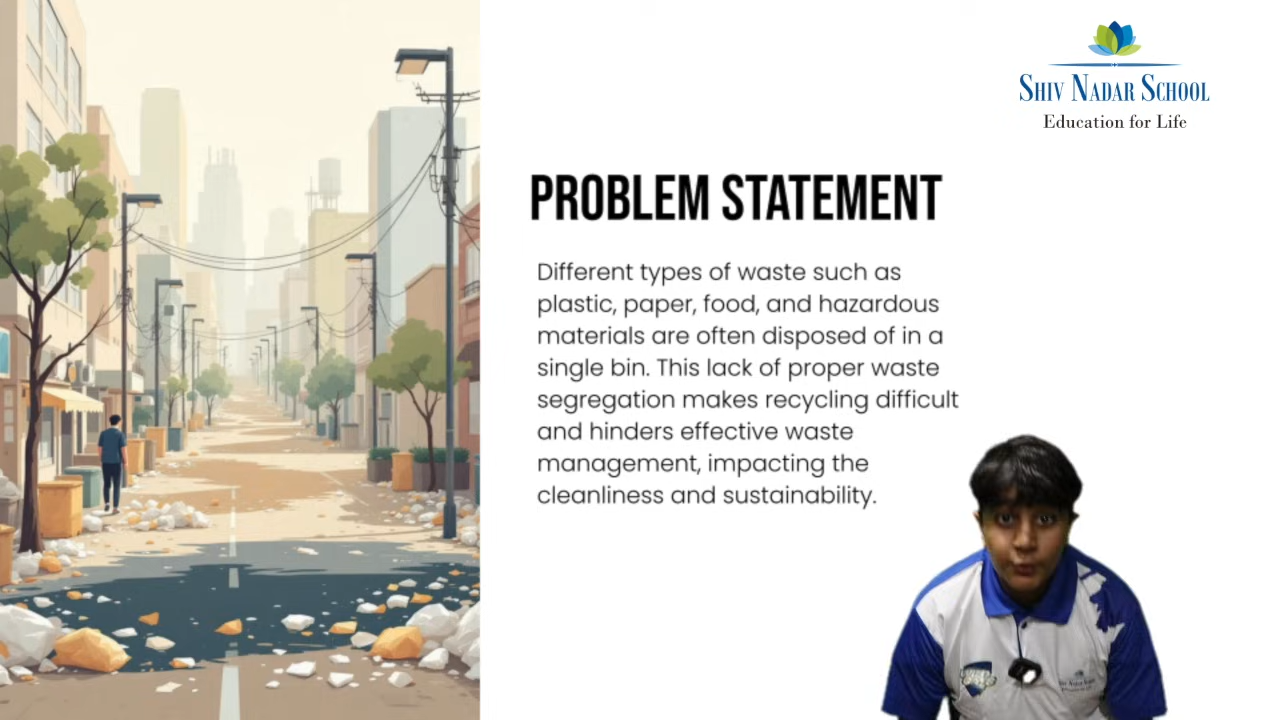 SHIV NADAR SCHOOL
Education for Life
PROBLEM STATEMENT
Different types of waste such as
plastic, paper, food, and hazardous
materials are often disposed of in a
single bin. This lack of proper waste
segregation makes recycling difficult
and hinders effective waste
management, impacting the
cleanliness and sustainability.